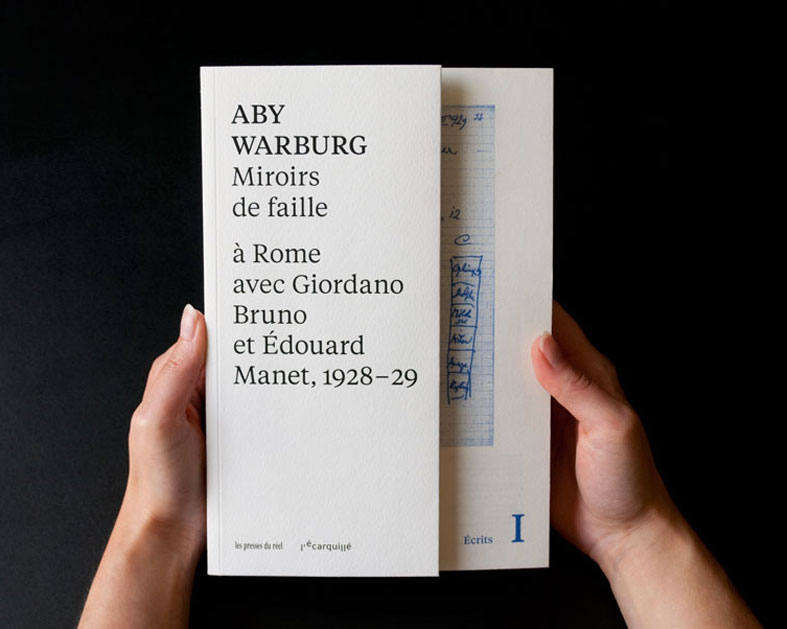 ABY
WARBURG
Miroirs
de faille
à Rome
avec Giordano
Bruno
et Édouard
Manet, 1928–29
les presses du réel
l'écarquillé
Écrits
I
, 12
C